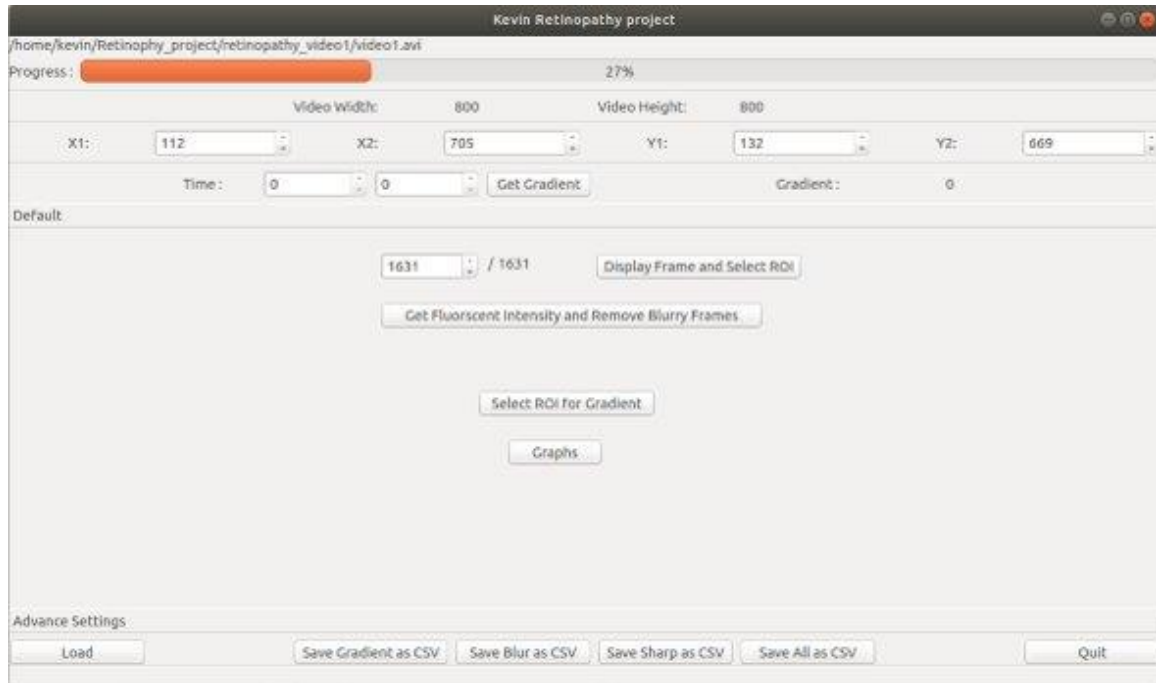 Kevin Retinopathy project
/home/kevin/Retinophy_project/retinopathy_video1/video1.avi
Progress : 27%
Video Width: 800 Video Height: 800
X1: 112 X2: 705 Y1: 132 Y2: 669
Time : 0 0 Get Gradient Gradient : 0
Default
1631 / 1631 Display Frame and Select ROI
Get Fluorscent Intensity and Remove Blurry Frames
Select ROI for Gradient
Graphs
Advance Settings
Load Save Gradient as CSV Save Blur as CSV Save Sharp as CSV Save All as CSV Quit